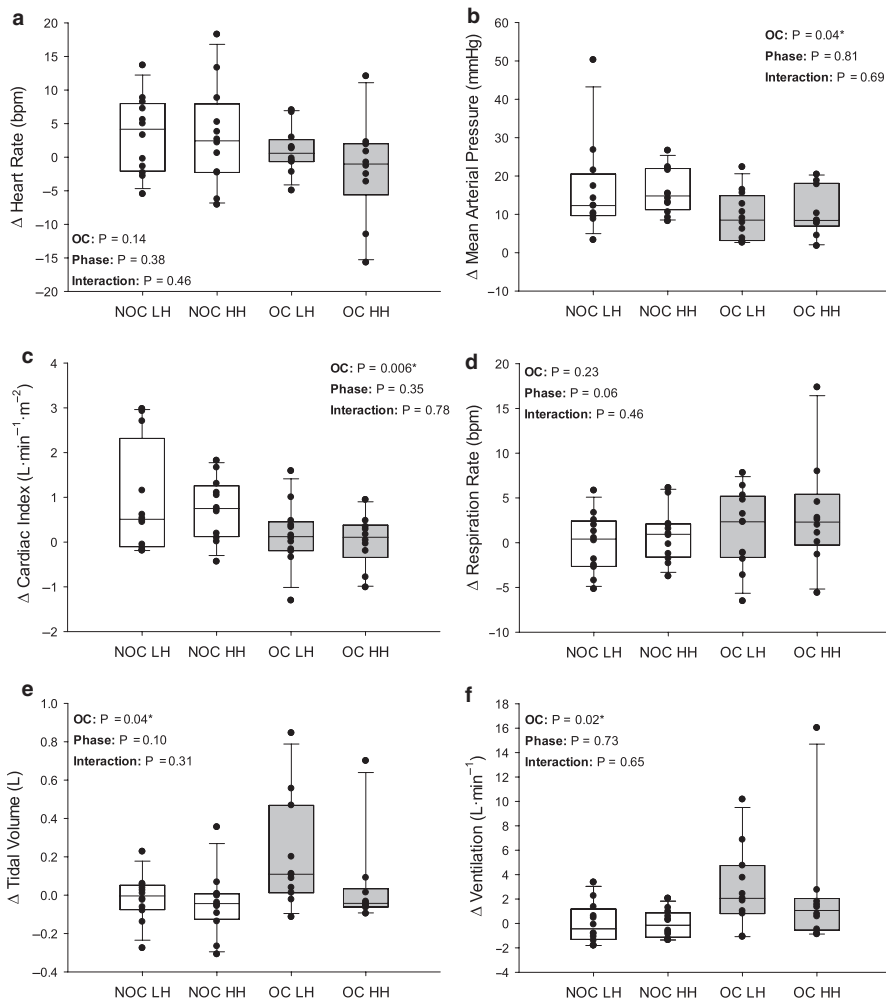 a
20
15
10
5
0
−5
−10
−15
−20
Δ Heart Rate (bpm)
OC: P = 0.14
Phase: P = 0.38
Interaction: P = 0.46
NOC LH NOC HH OC LH OC HH
b
60
50
40
30
20
10
0
−10
Δ Mean Arterial Pressure (mmHg)
OC: P = 0.04*
Phase: P = 0.81
Interaction: P = 0.69
NOC LH NOC HH OC LH OC HH
c
4
3
2
1
0
−1
−2
Δ Cardiac Index (L·min⁻¹·m⁻²)
OC: P = 0.006*
Phase: P = 0.35
Interaction: P = 0.78
NOC LH NOC HH OC LH OC HH
d
20
15
10
5
0
−5
−10
Δ Respiration Rate (bpm)
OC: P = 0.23
Phase: P = 0.06
Interaction: P = 0.46
NOC LH NOC HH OC LH OC HH
e
1.0
0.8
0.6
0.4
0.2
0.0
−0.2
−0.4
Δ Tidal Volume (L)
OC: P =0.04*
Phase: P =0.10
Interaction: P =0.31
NOC LH NOC HH OC LH OC HH
f
18
16
14
12
10
8
6
4
2
0
−2
−4
Δ Ventilation (L·min⁻¹)
OC: P = 0.02*
Phase: P = 0.73
Interaction: P = 0.65
NOC LH NOC HH OC LH OC HH